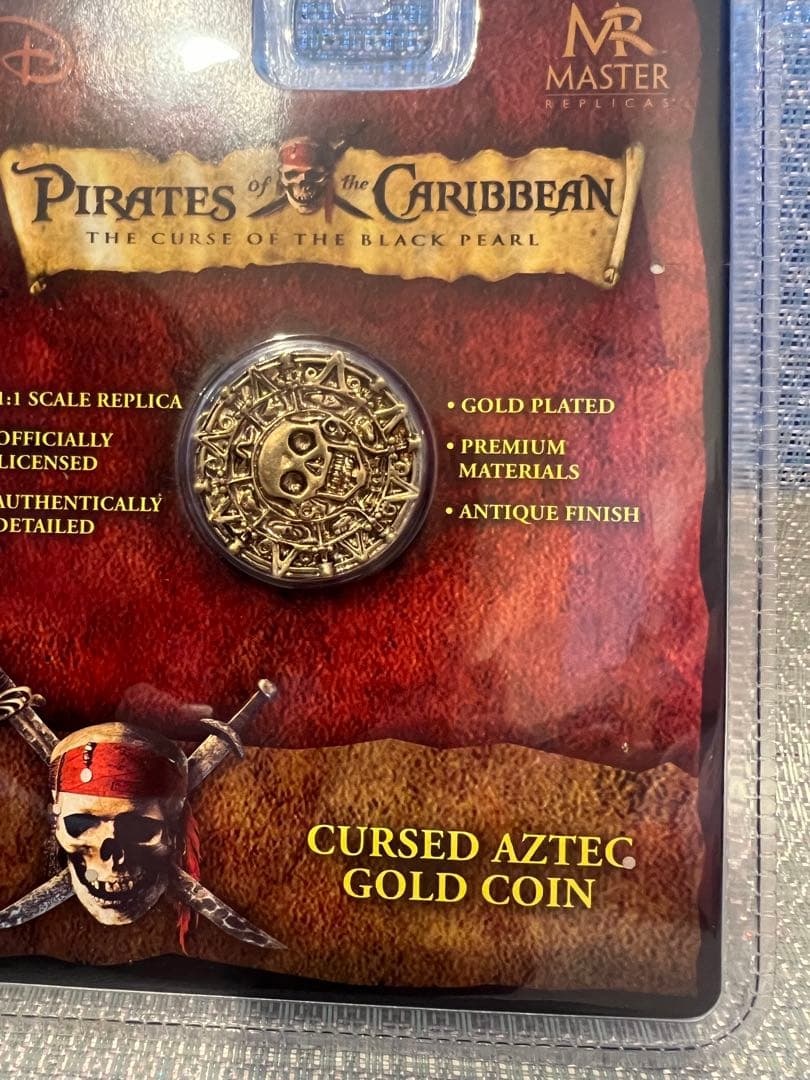 D
MR
MASTER
REPLICAS
PIRATES of the CARIBBEAN
THE CURSE OF THE BLACK PEARL
1:1 SCALE REPLICA
OFFICIALLY
LICENSED
AUTHENTICALLY
DETAILED
• GOLD PLATED
• PREMIUM
MATERIALS
• ANTIQUE FINISH
CURSED AZTEC
GOLD COIN